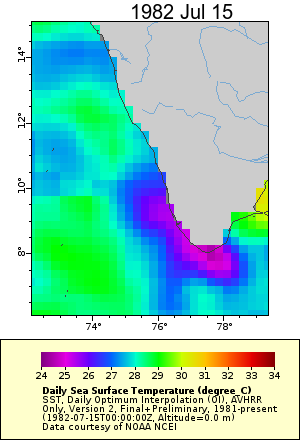 1982 Jul 15
14°
12°
10°
8°
74° 76° 78°
24 25 26 27 28 30 31 32 33 34
Daily Sea Surface Temperature (degree_C)
SST, Daily Optimum Interpolation (OI), AVHRR
Only, Version 2, Final+Preliminary, 1981-present
(1982-07-15T00:00:00Z, Altitude=0.0 m)
Data courtesy of NOAA NCEI